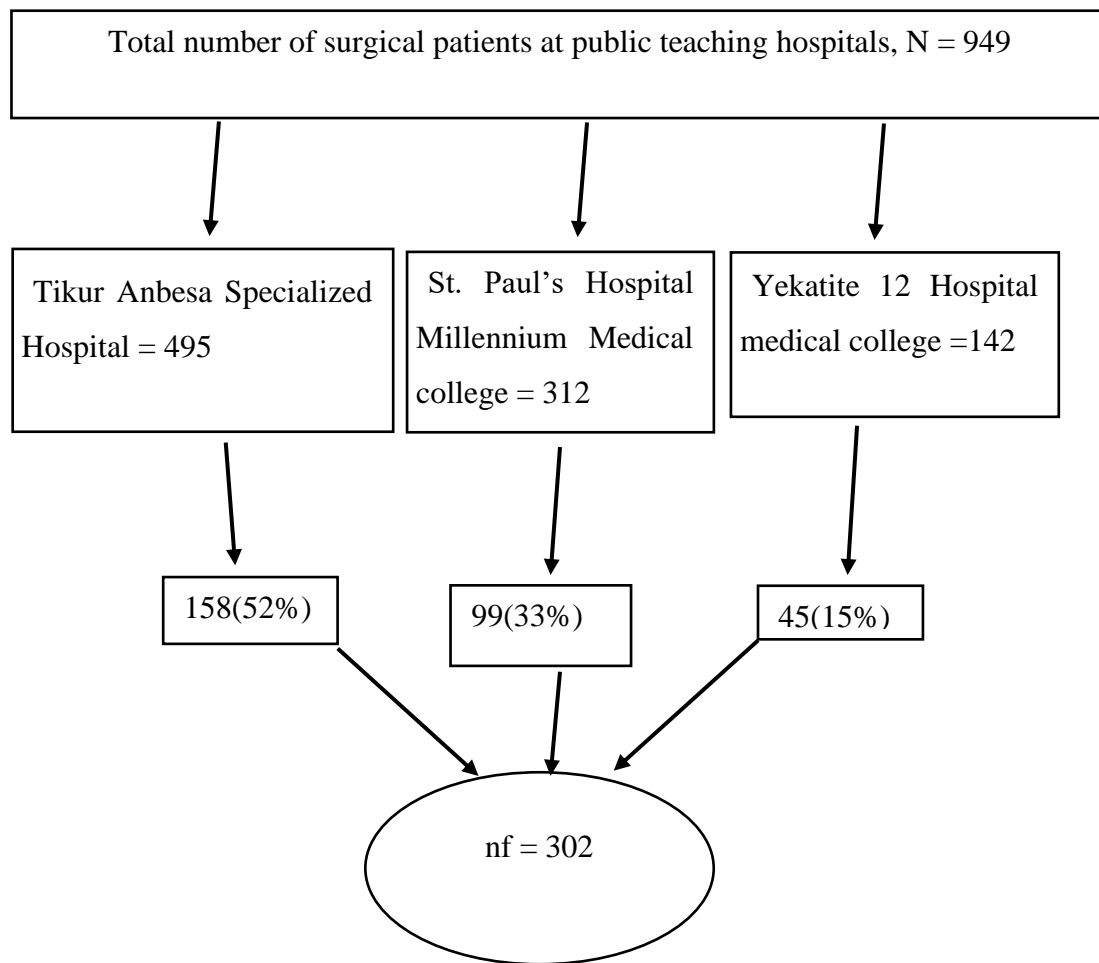 Total number of surgical patients at public teaching hospitals, N = 949
Tikur Anbesa Specialized
Hospital = 495
St. Paul’s Hospital
Millennium Medical
college = 312
Yekatite 12 Hospital
medical college =142
158(52%)
99(33%)
45(15%)
nf = 302